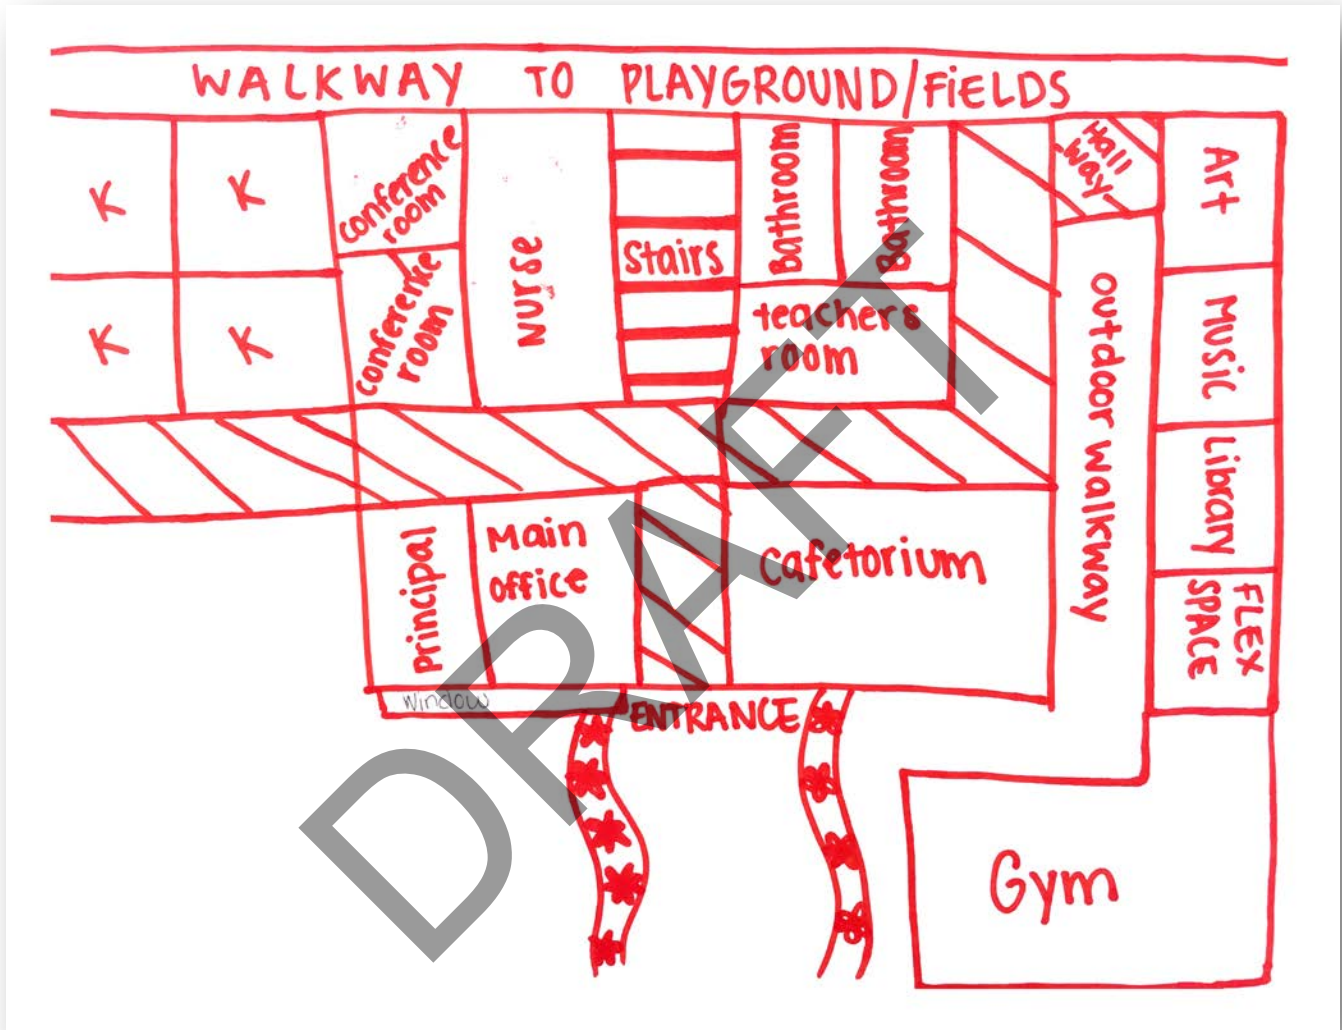 WALKWAY TO PLAYGROUND/FiELDS
K
K
conference
room
Nurse
Stairs
Bathroom
Bathroom
Hall
way
Art
K
K
conference
room
teachers
room
outdoor walkway
Music
Library
FLEX
SPACE
principal
Main
office
cafetorium
Window
ENTRANCE
Gym
DRAFT